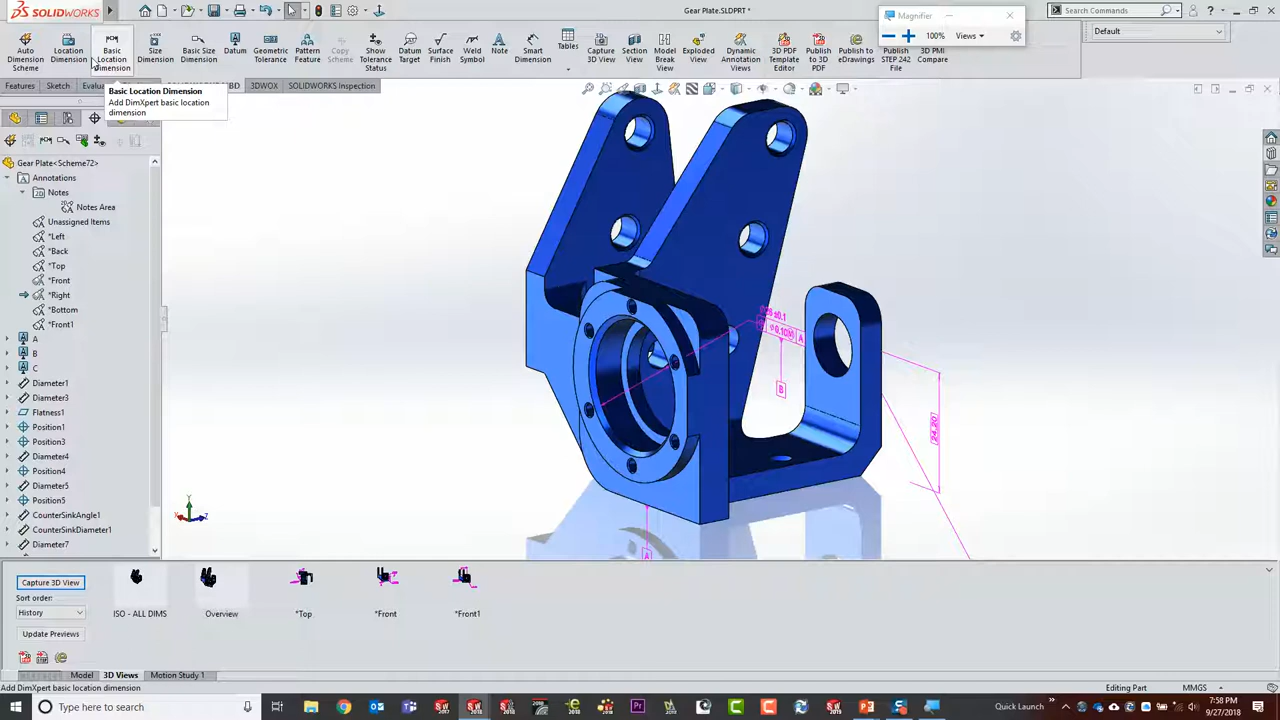 SOLIDWORKS
Gear Plate.SLDPRT *
Search Commands
Magnifier
100%
Views
Auto Dimension Scheme
Location Dimension
Basic Location Dimension
Size Dimension
Basic Size Dimension
Datum
Geometric Tolerance
Pattern Feature
Copy Scheme
Show Tolerance Status
Datum Target
Surface Finish
Weld Symbol
Note
Smart Dimension
Tables
Capture 3D View
Section View
Model Break View
Exploded View
Dynamic Annotation Views
3D PDF Template Editor
Publish to 3D PDF
Publish to eDrawings
Publish STEP 242 File
3D PMI Compare
Default
Features
Sketch
Evalua
3DWOX
SOLIDWORKS Inspection
Basic Location Dimension
Add DimXpert basic location
dimension
Gear Plate<Scheme72>
Annotations
Notes
Notes Area
Unassigned Items
*Left
*Back
*Top
*Front
*Right
*Bottom
*Front1
A
B
C
Diameter1
Diameter3
Flatness1
Position1
Position3
Diameter4
Position4
Diameter5
Position5
CounterSinkAngle1
CounterSinkDiameter1
Diameter7
B
24.20
A
Y
X
Z
Capture 3D View
Sort order:
History
Update Previews
ISO - ALL DIMS
Overview
*Top
*Front
*Front1
Model
3D Views
Motion Study 1
Add DimXpert basic location dimension
Editing Part
MMGS
Type here to search
Quick Launch
7:58 PM
9/27/2018